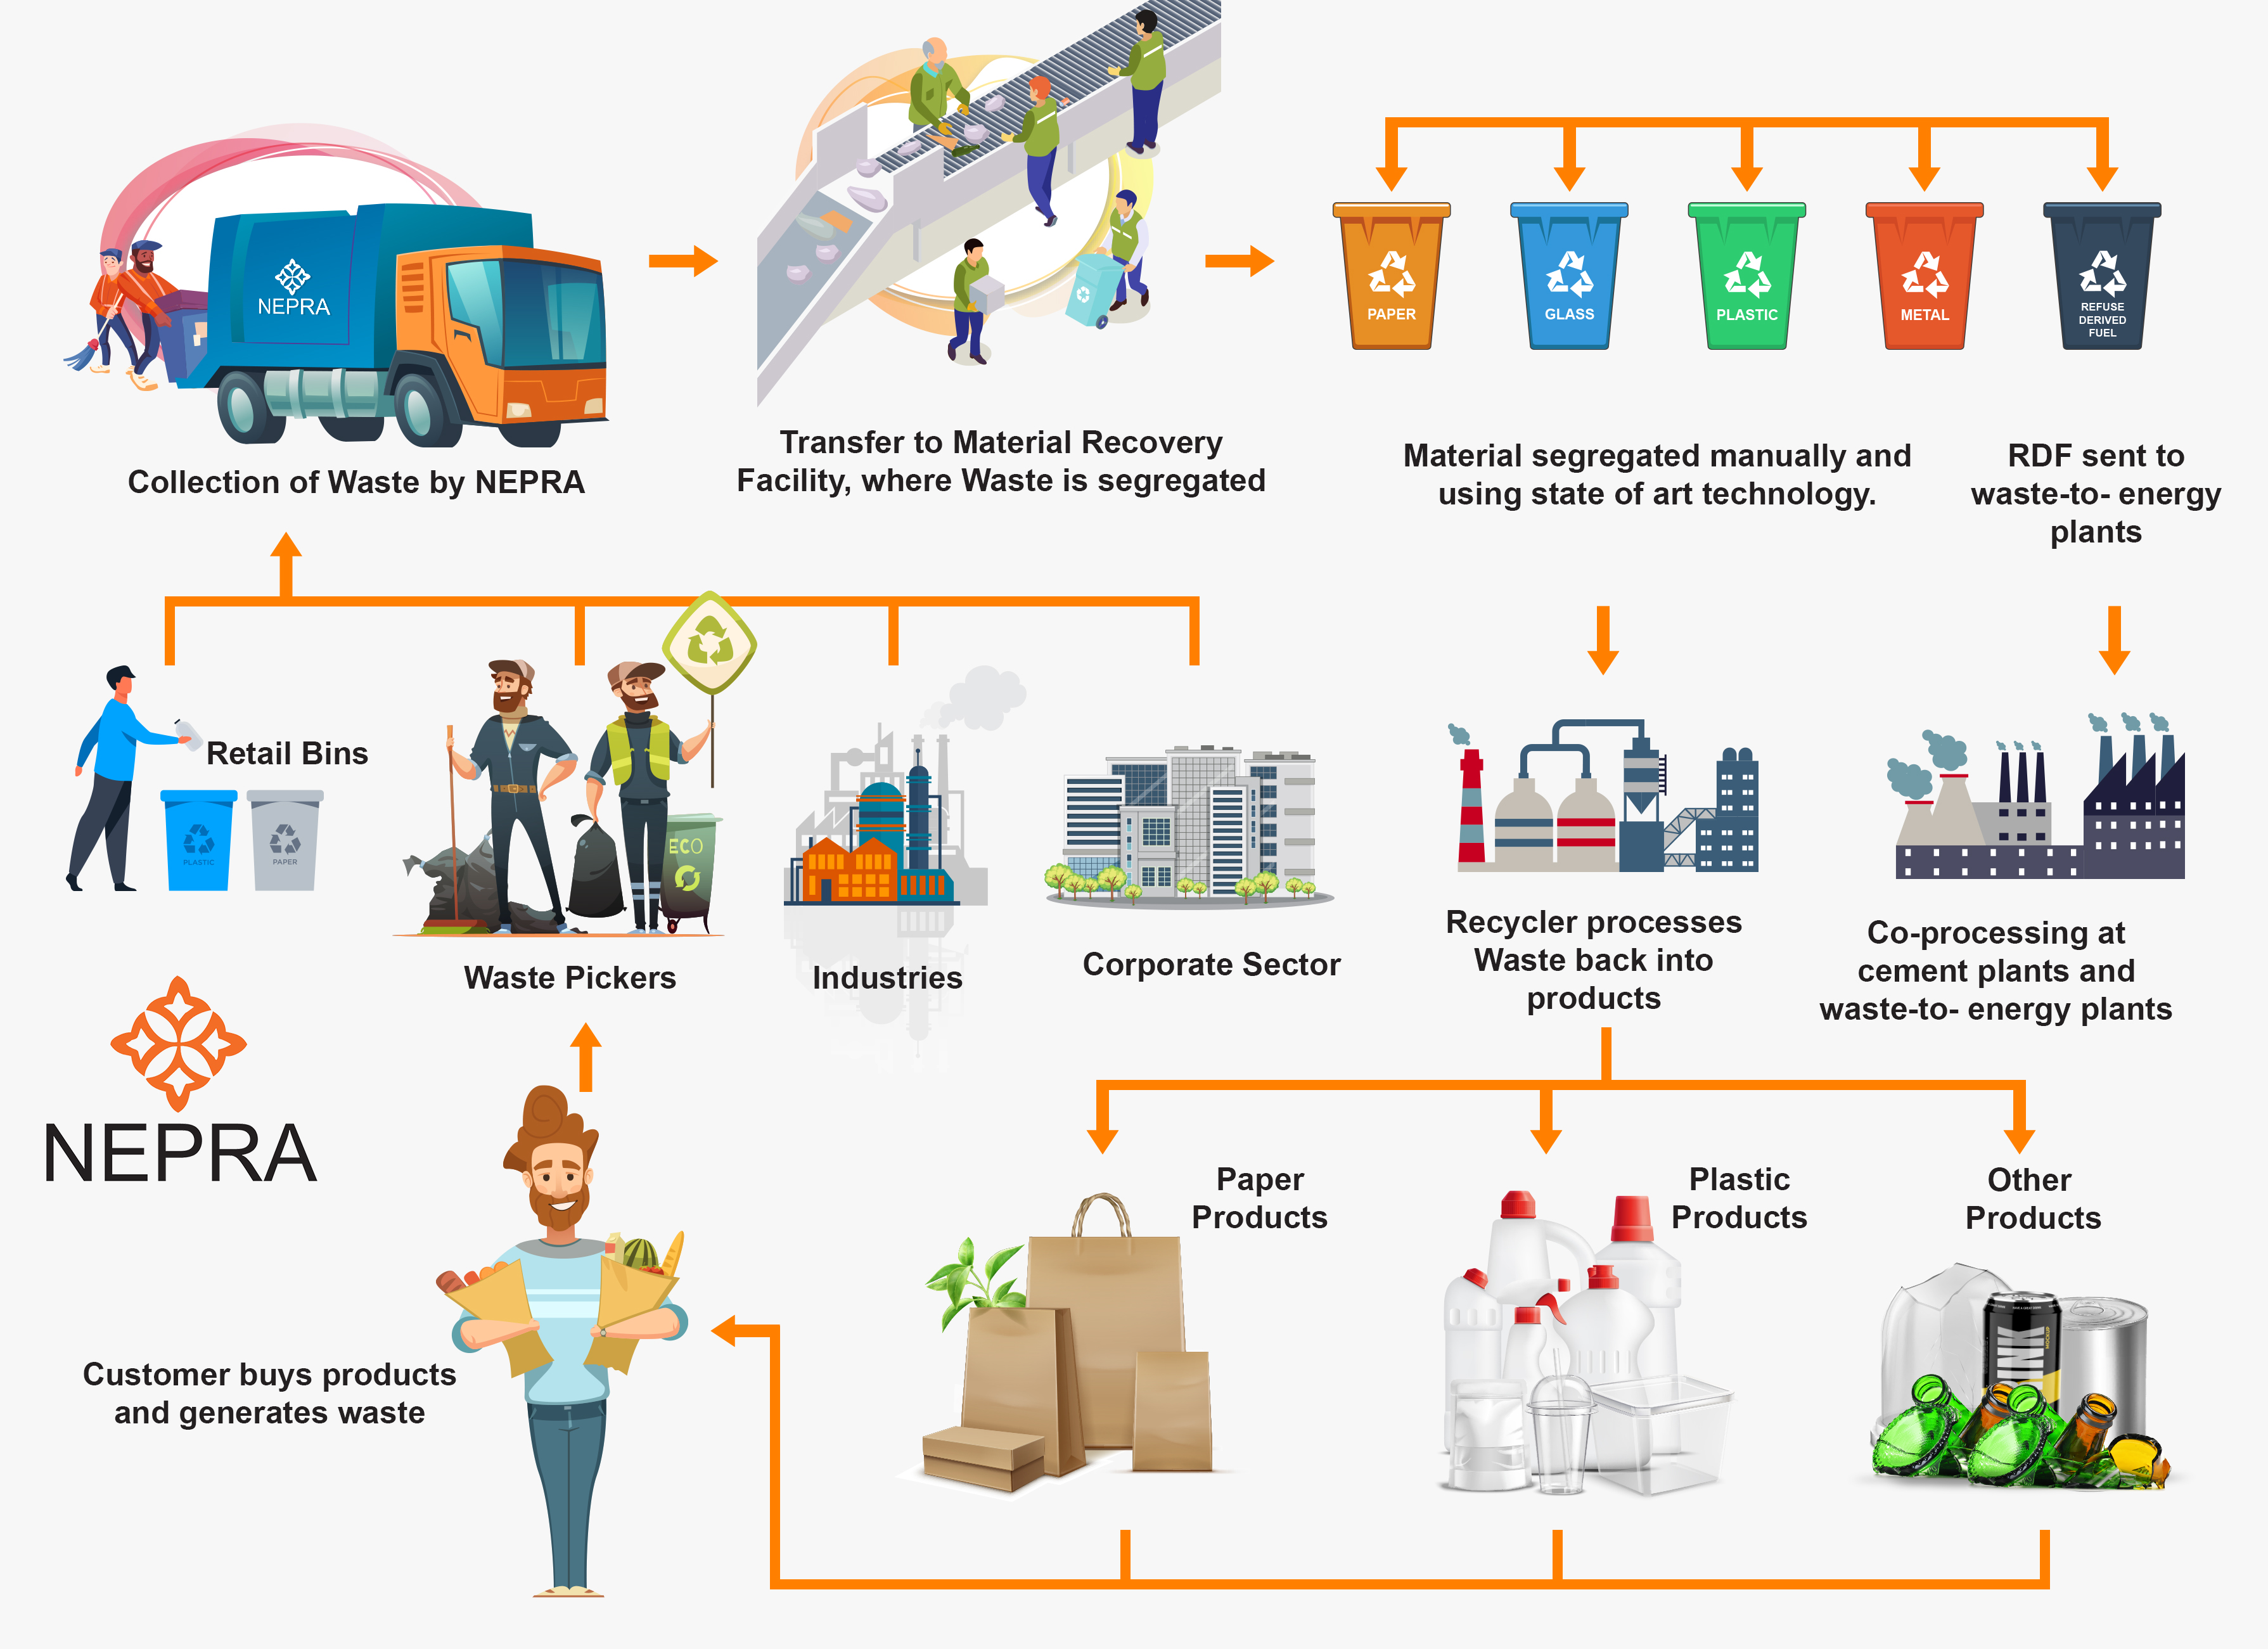 NEPRA
Collection of Waste by NEPRA
Transfer to Material Recovery
Facility, where Waste is segregated
PAPER
GLASS
PLASTIC
METAL
REFUSE
DERIVED
FUEL
Material segregated manually and
using state of art technology.
RDF sent to
waste-to- energy
plants
Retail Bins
PLASTIC
PAPER
ECO
Waste Pickers
Industries
Corporate Sector
Recycler processes
Waste back into
products
Co-processing at
cement plants and
waste-to- energy plants
NEPRA
Customer buys products
and generates waste
Paper
Products
Plastic
Products
Other
Products